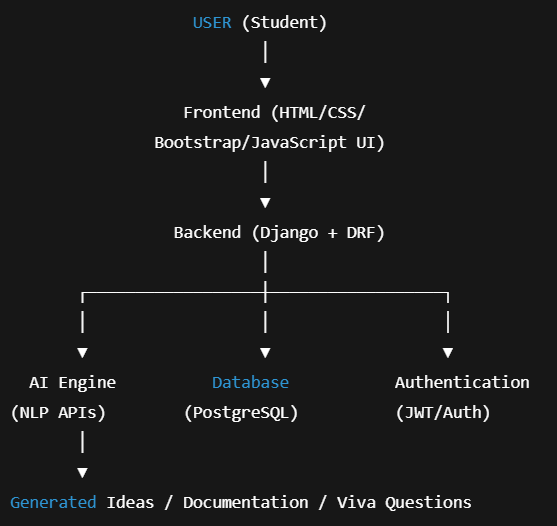 USER (Student)
Frontend (HTML/CSS/
Bootstrap/JavaScript UI)
Backend (Django + DRF)
AI Engine Database Authentication
(NLP APIs) (PostgreSQL) (JWT/Auth)
Generated Ideas / Documentation / Viva Questions